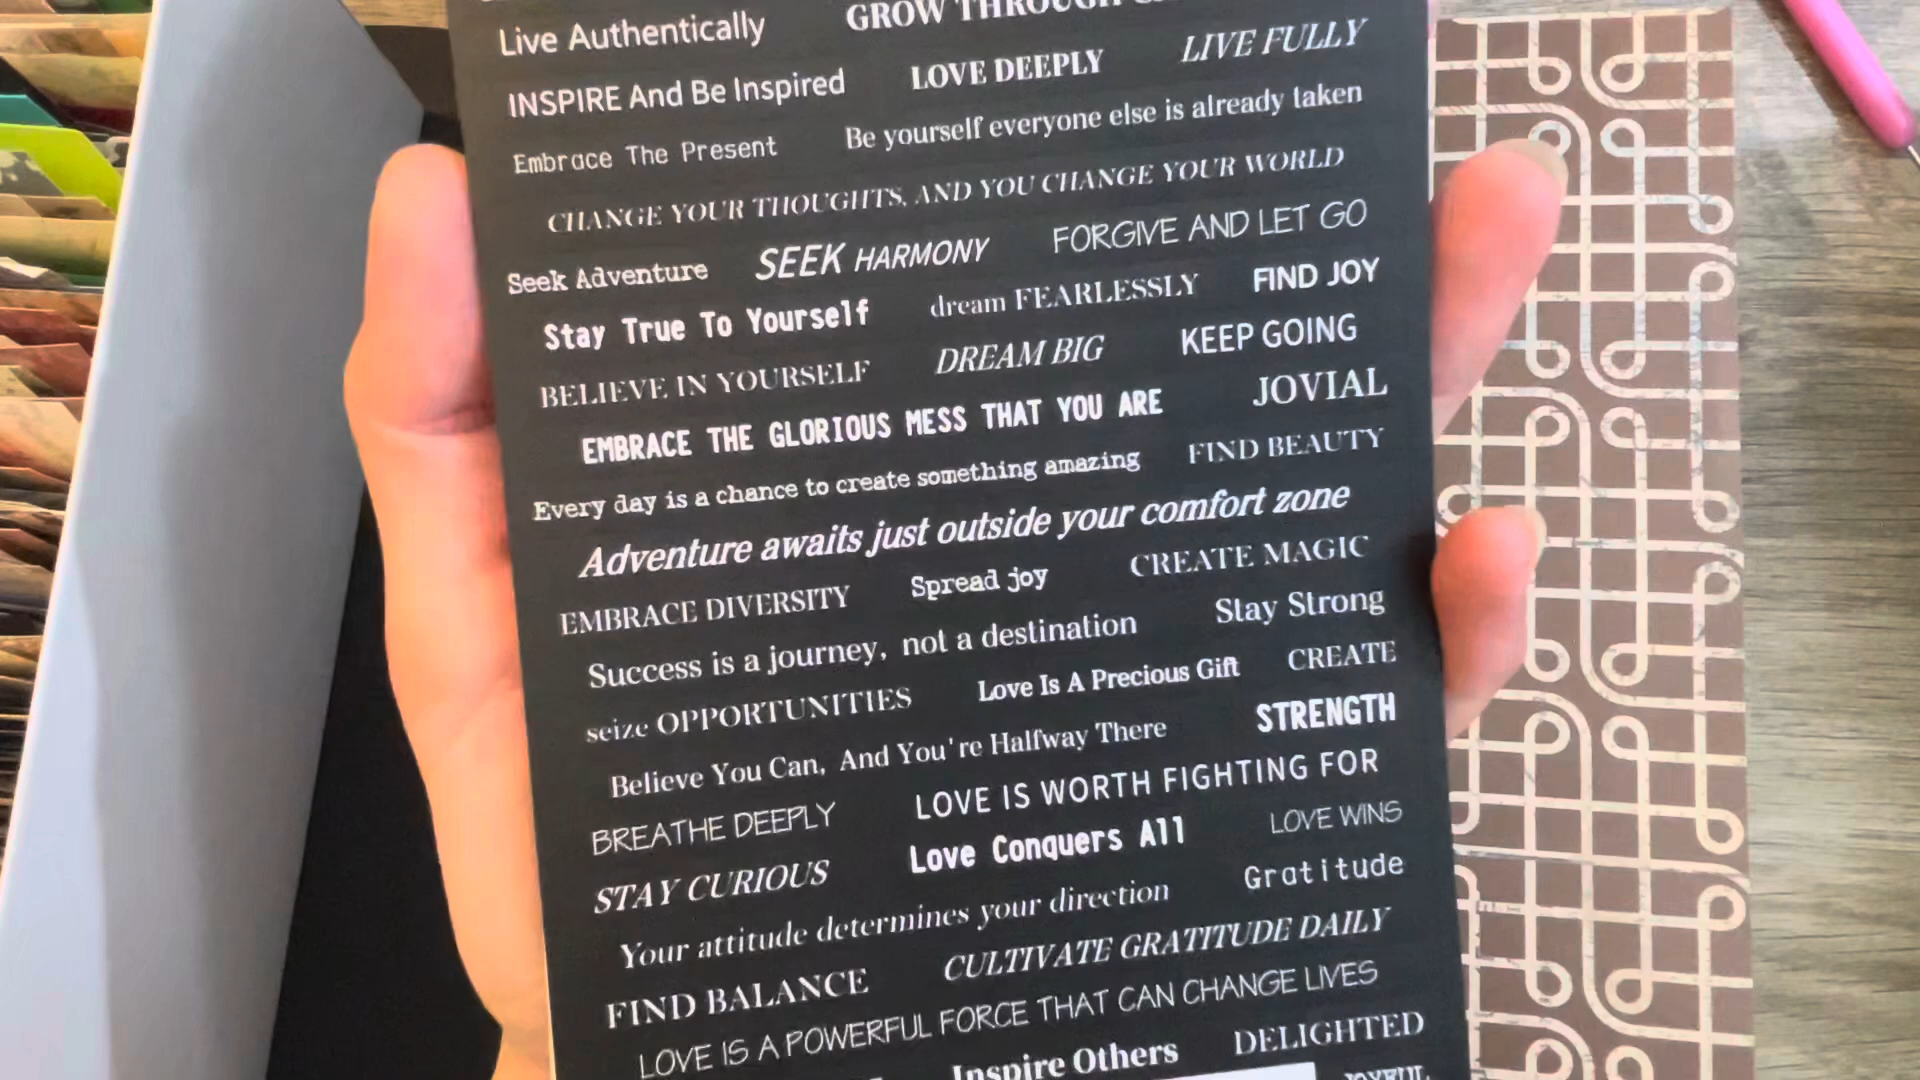 Live Authentically GROW THROUGH
INSPIRE And Be Inspired LOVE DEEPLY LIVE FULLY
Embrace The Present Be yourself everyone else is already taken
CHANGE YOUR THOUGHTS, AND YOU CHANGE YOUR WORLD
Seek Adventure SEEK HARMONY FORGIVE AND LET GO
Stay True To Yourself dream FEARLESSLY FIND JOY
BELIEVE IN YOURSELF DREAM BIG KEEP GOING
EMBRACE THE GLORIOUS MESS THAT YOU ARE JOVIAL
Every day is a chance to create something amazing FIND BEAUTY
Adventure awaits just outside your comfort zone
EMBRACE DIVERSITY Spread joy CREATE MAGIC
Success is a journey, not a destination Stay Strong
seize OPPORTUNITIES Love Is A Precious Gift CREATE
Believe You Can, And You're Halfway There STRENGTH
BREATHE DEEPLY LOVE IS WORTH FIGHTING FOR
STAY CURIOUS Love Conquers All LOVE WINS
Your attitude determines your direction Gratitude
FIND BALANCE CULTIVATE GRATITUDE DAILY
LOVE IS A POWERFUL FORCE THAT CAN CHANGE LIVES
Inspire Others DELIGHTED
JOYFUL